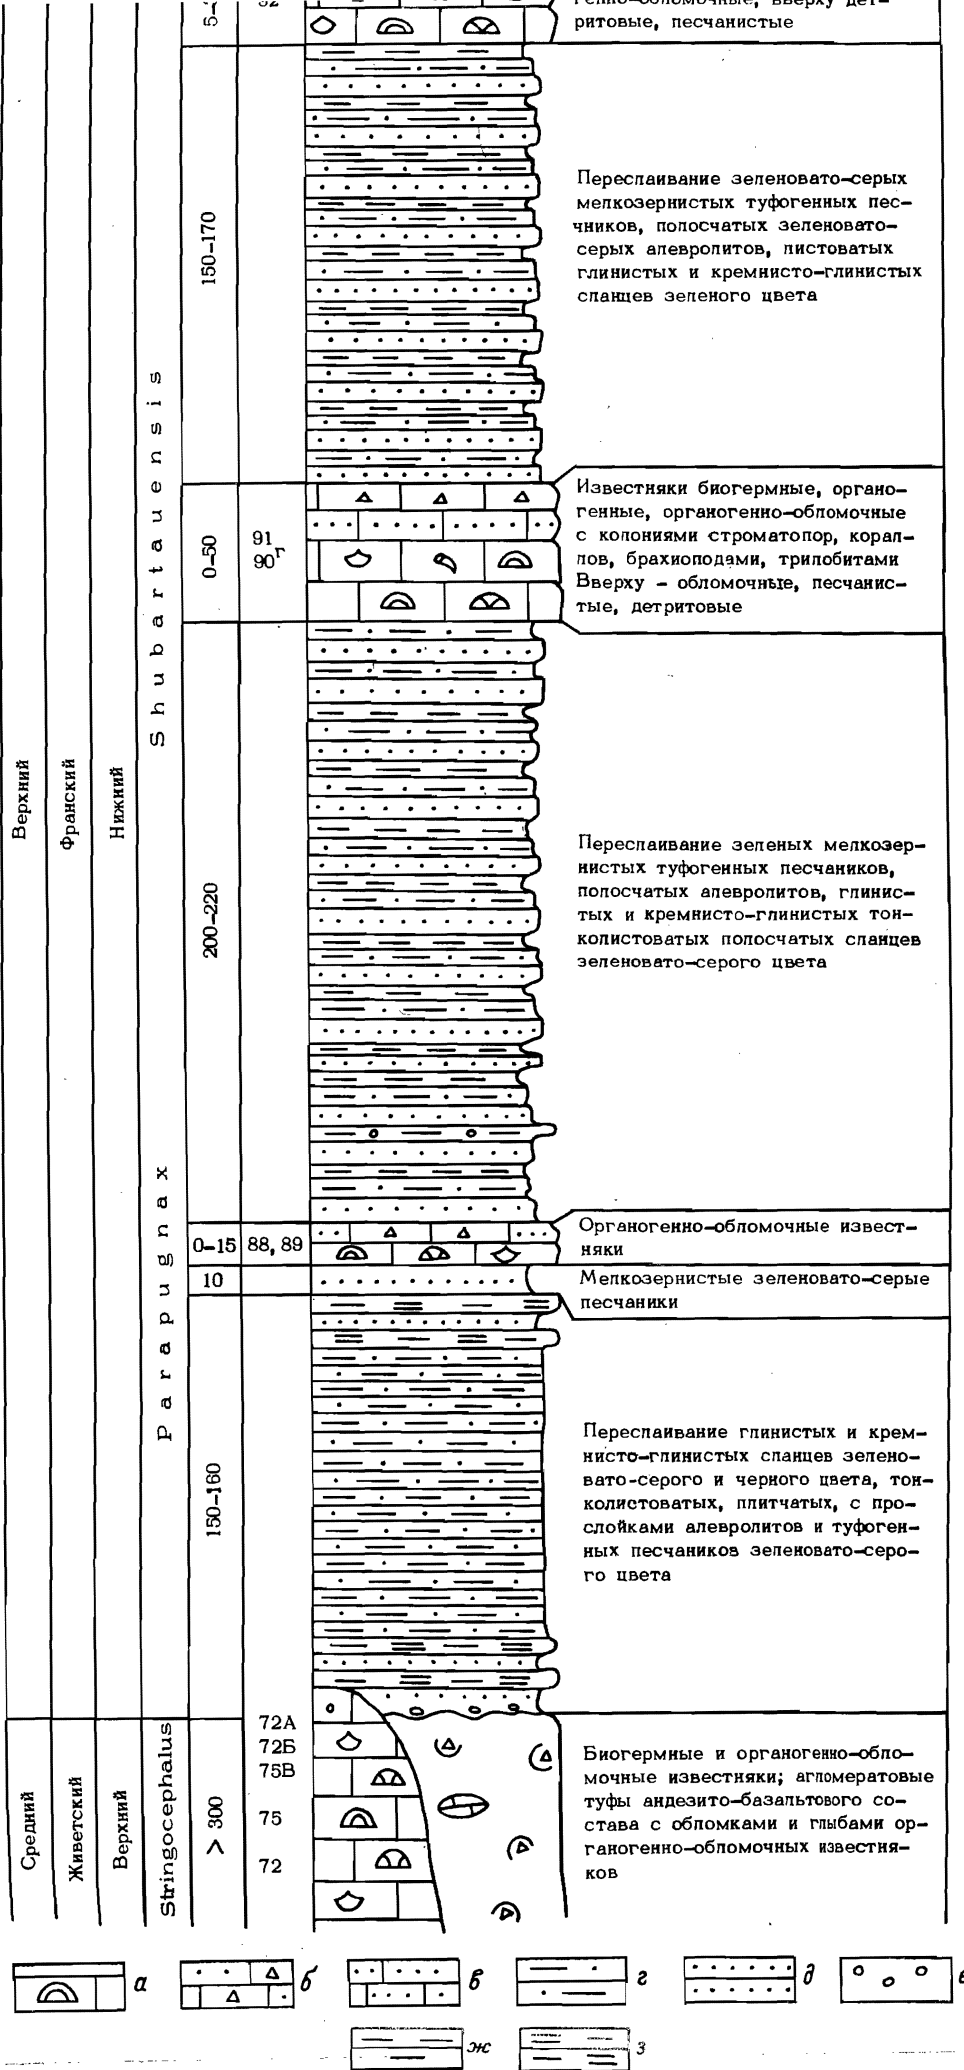 ритовые, песчанистые
Переслаивание зеленовато-серых
мелкозернистых туфогенных пес-
чников, полосчатых зеленовато-
серых алевролитов, листоватых
глинистых и кремнисто-глинистых
сланцев зеленого цвета
150-170
Известняки биогермные, органо-
генные, органогенно-обломочные
с колониями строматопор, корал-
лов, брахиоподами, трилобитами
Вверху - обломочные, песчанис-
тые, детритовые
0-50
91
90г
Shubartauensis
Верхний
Франский
Нижний
Переслаивание зеленых мелкозер-
нистых туфогенных песчаников,
полосчатых алевролитов, глинис-
тых и кремнисто-глинистых тон-
колистоватых полосчатых сланцев
зеленовато-серого цвета
200-220
Parapugnax
0-15
88, 89
Органогенно-обломочные извест-
няки
10
Мелкозернистые зеленовато-серые
песчаники
Переслаивание глинистых и крем-
нисто-глинистых сланцев зелено-
вато-серого и черного цвета, тон-
колистоватых, плитчатых, с про-
слойками алевролитов и туфоген-
ных песчаников зеленовато-серо-
го цвета
150-160
Средний
Живетский
Верхний
Stringocephalus
> 300
72А
72Б
75В
75
72
Биогермные и органогенно-обло-
мочные известняки; агломератовые
туфы андезито-базальтового со-
става с обломками и глыбами ор-
ганогенно-обломочных известня-
ков
а
б
в
г
д
ж
з